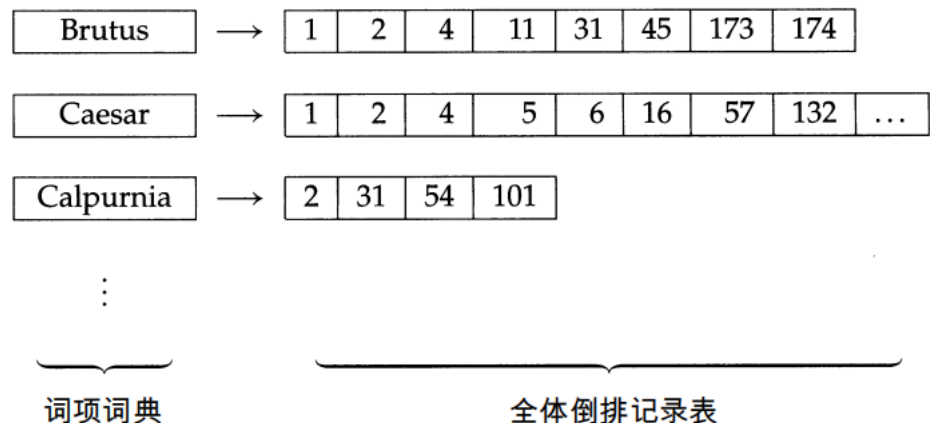 Brutus → 1 2 4 11 31 45 173 174
Caesar → 1 2 4 5 6 16 57 132 …
Calpurnia → 2 31 54 101
⋮
词项词典 全体倒排记录表